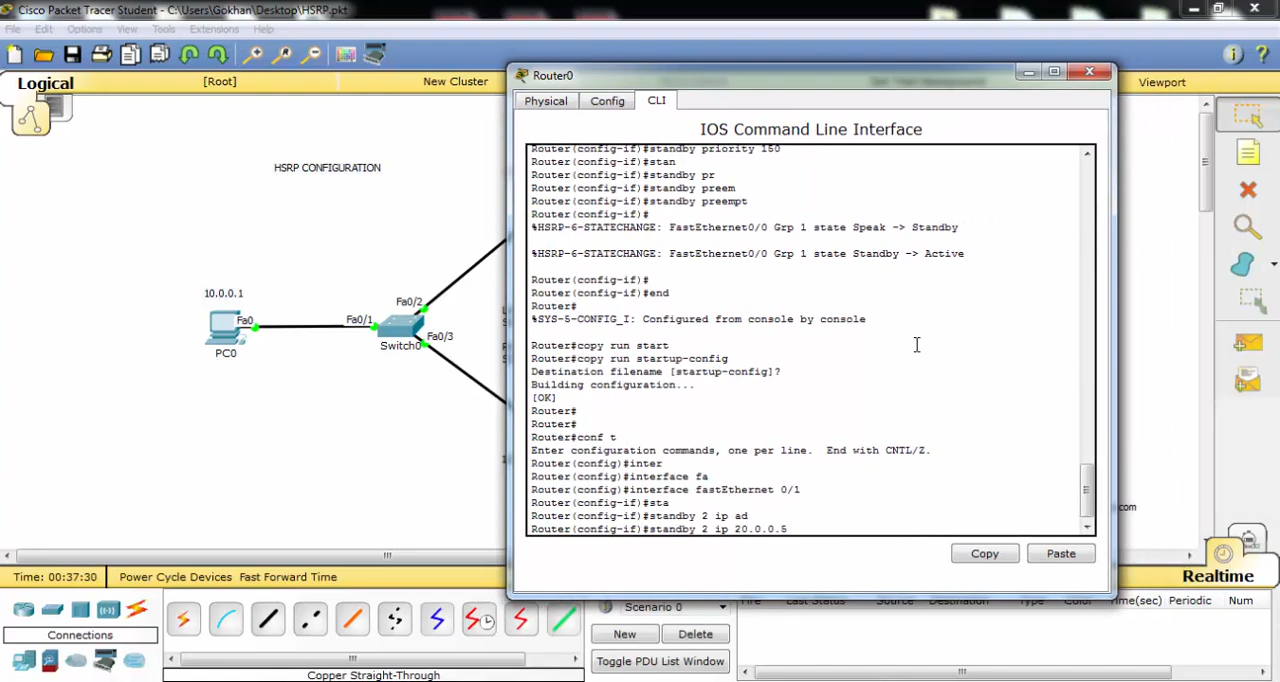 Cisco Packet Tracer Student - C:\Users\Gokhan\Desktop\HSRP.pkt
File Edit Options View Tools Extensions Help
Logical
[Root]
New Cluster
Viewport
HSRP CONFIGURATION
10.0.0.1
Fa0
PC0
Fa0/1
Fa0/2
Switch0
Fa0/3
Router0
Physical Config CLI
IOS Command Line Interface
Router(config-if)#standby priority 150
Router(config-if)#stan
Router(config-if)#standby pr
Router(config-if)#standby preem
Router(config-if)#standby preempt
Router(config-if)#
%HSRP-6-STATECHANGE: FastEthernet0/0 Grp 1 state Speak -> Standby
%HSRP-6-STATECHANGE: FastEthernet0/0 Grp 1 state Standby -> Active
Router(config-if)#
Router(config-if)#end
Router#
%SYS-5-CONFIG_I: Configured from console by console
Router#copy run start
Router#copy run startup-config
Destination filename [startup-config]?
Building configuration...
[OK]
Router#
Router#
Router#conf t
Enter configuration commands, one per line.  End with CNTL/Z.
Router(config)#inter
Router(config)#interface fa
Router(config)#interface fastEthernet 0/1
Router(config-if)#sta
Router(config-if)#standby 2 ip ad
Router(config-if)#standby 2 ip 20.0.0.5
Copy Paste
com
Time: 00:37:30 Power Cycle Devices Fast Forward Time
Realtime
Connections
Copper Straight-Through
Scenario 0
New Delete
Toggle PDU List Window
Fire Last Status Source Destination Type Color Time(sec) Periodic Num